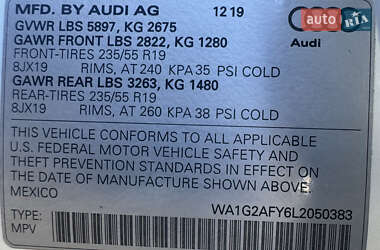 MFD. BY AUDI AG 12 19
GVWR LBS 5897, KG 2675
GAWR FRONT LBS 2822, KG 1280
FRONT-TIRES 235/55 R19
8JX19 RIMS, AT 240 KPA 35 PSI COLD
GAWR REAR LBS 3263, KG 1480
REAR-TIRES 235/55 R19
8JX19 RIMS, AT 260 KPA 38 PSI COLD
THIS VEHICLE CONFORMS TO ALL APPLICABLE
U.S. FEDERAL MOTOR VEHICLE SAFETY AND
THEFT PREVENTION STANDARDS IN EFFECT ON
THE DATE OF MANUFACTURE SHOWN ABOVE.
MEXICO
WA1G2AFY6L2050383
TYPE:
MPV
auto
RIA
Audi